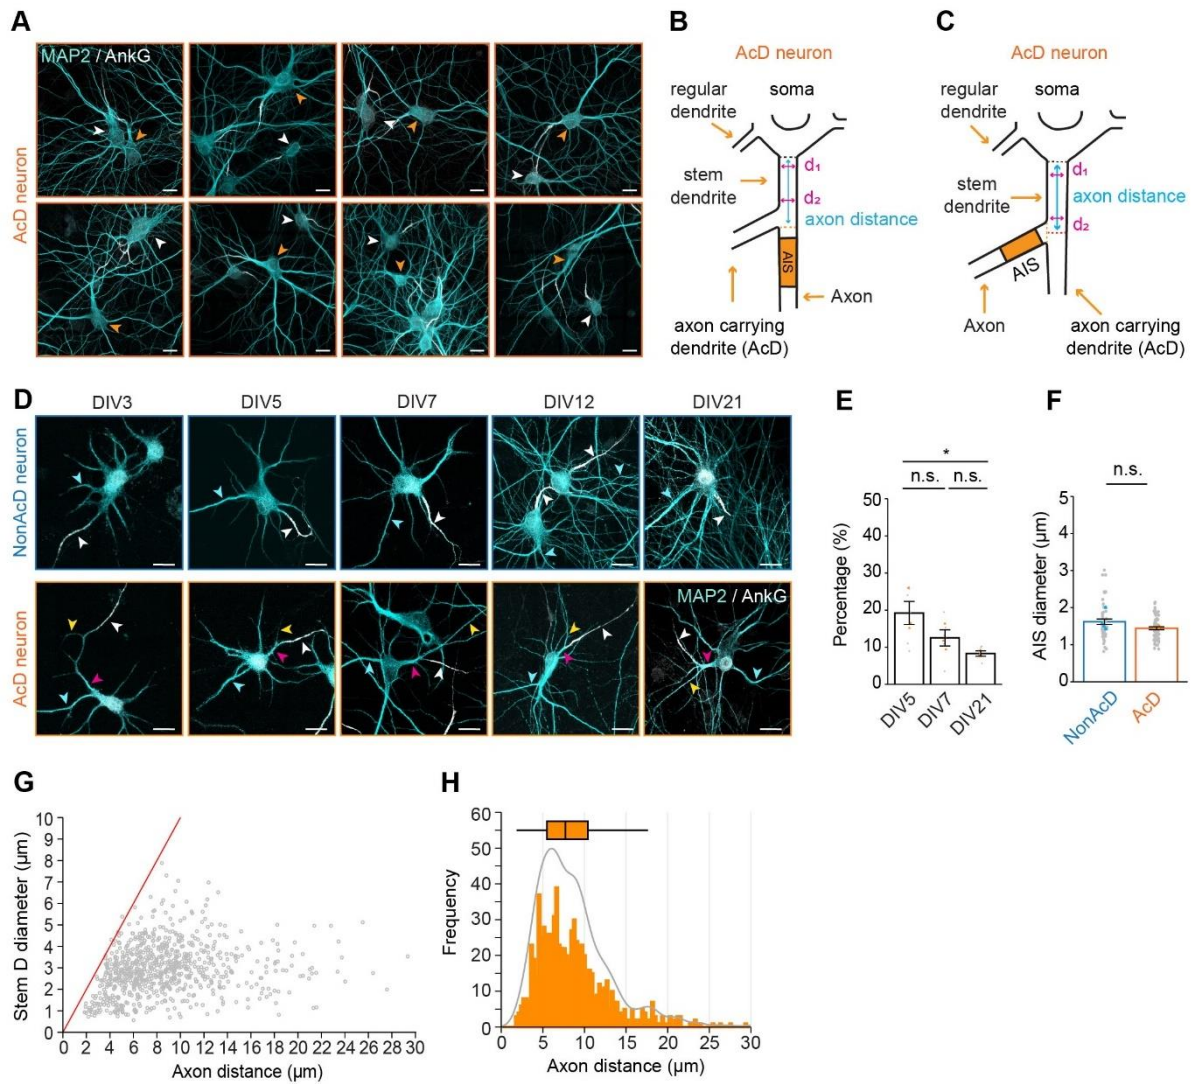 A
MAP2 / AnkG
AcD neuron
B
AcD neuron
regular
dendrite
soma
d₁
stem
dendrite
d₂
axon distance
AIS
Axon
axon carrying
dendrite (AcD)
C
AcD neuron
regular
dendrite
soma
d₁
stem
dendrite
axon distance
d₂
AIS
Axon
axon carrying
dendrite (AcD)
D
DIV3 DIV5 DIV7 DIV12 DIV21
NonAcD neuron
AcD neuron
MAP2 / AnkG
E
*
n.s. n.s.
Percentage (%)
50
40
30
20
10
0
DIV5 DIV7 DIV21
F
n.s.
AIS diameter (µm)
5
4
3
2
1
0
NonAcD AcD
G
Stem D diameter (µm)
10
9
8
7
6
5
4
3
2
1
0
0 2 4 6 8 10 12 14 16 18 20 22 24 26 28 30
Axon distance (µm)
H
Frequency
60
50
40
30
20
10
0
0 5 10 15 20 25 30
Axon distance (µm)